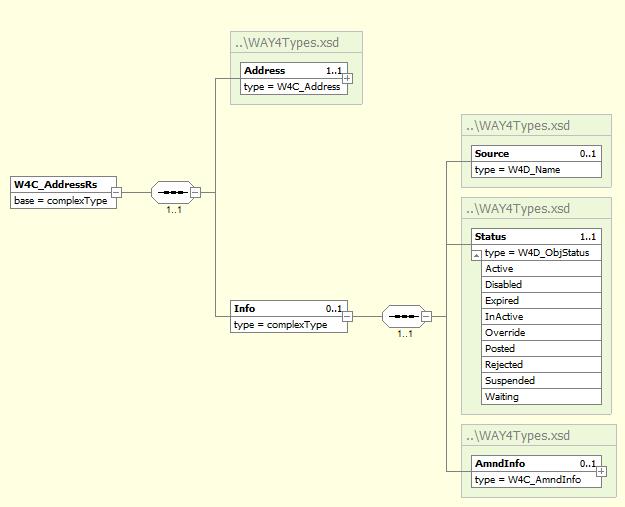 ..\WAY4Types.xsd
Address 1..1
type = W4C_Address
W4C_AddressRs
base = complexType
1..1
Info 0..1
type = complexType
1..1
..\WAY4Types.xsd
Source 0..1
type = W4D_Name
..\WAY4Types.xsd
Status 1..1
type = W4D_ObjStatus
Active
Disabled
Expired
InActive
Override
Posted
Rejected
Suspended
Waiting
..\WAY4Types.xsd
AmndInfo 0..1
type = W4C_AmndInfo